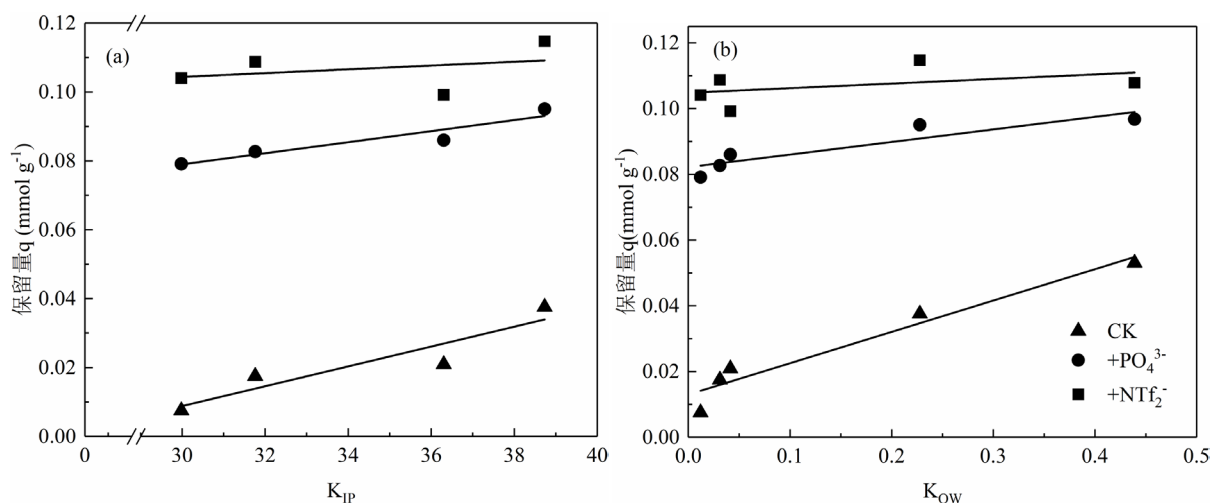 (a)
0.12
0.10
0.08
0.06
0.04
0.02
0.00
保留量q (mmol g⁻¹)
0 30 32 34 36 38 40
K_IP
(b)
0.12
0.10
0.08
0.06
0.04
0.02
0.00
保留量q(mmol g⁻¹)
CK
+PO₄³⁻
+NTf₂⁻
0.0 0.1 0.2 0.3 0.4 0.5
K_OW